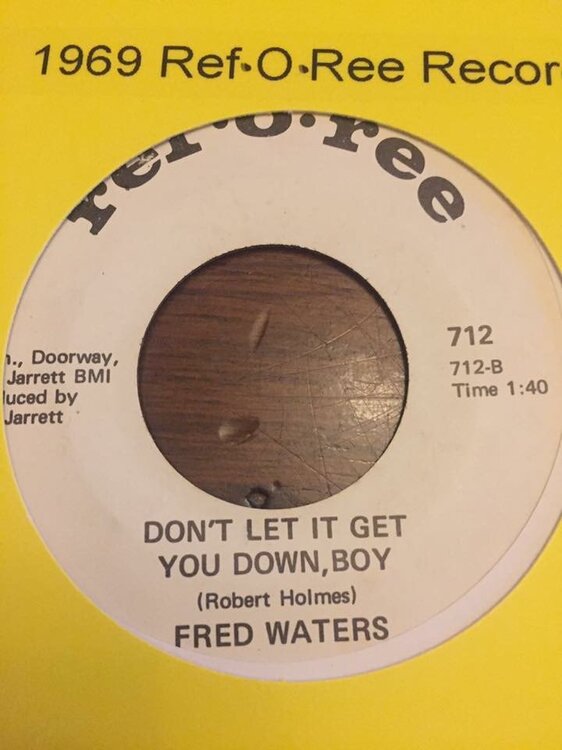 1969 Ref-O-Ree Recor
ref·o·ree
712
712-B
Time 1:40
., Doorway,
Jarrett BMI
uced by
Jarrett
DON'T LET IT GET
YOU DOWN, BOY
(Robert Holmes)
FRED WATERS